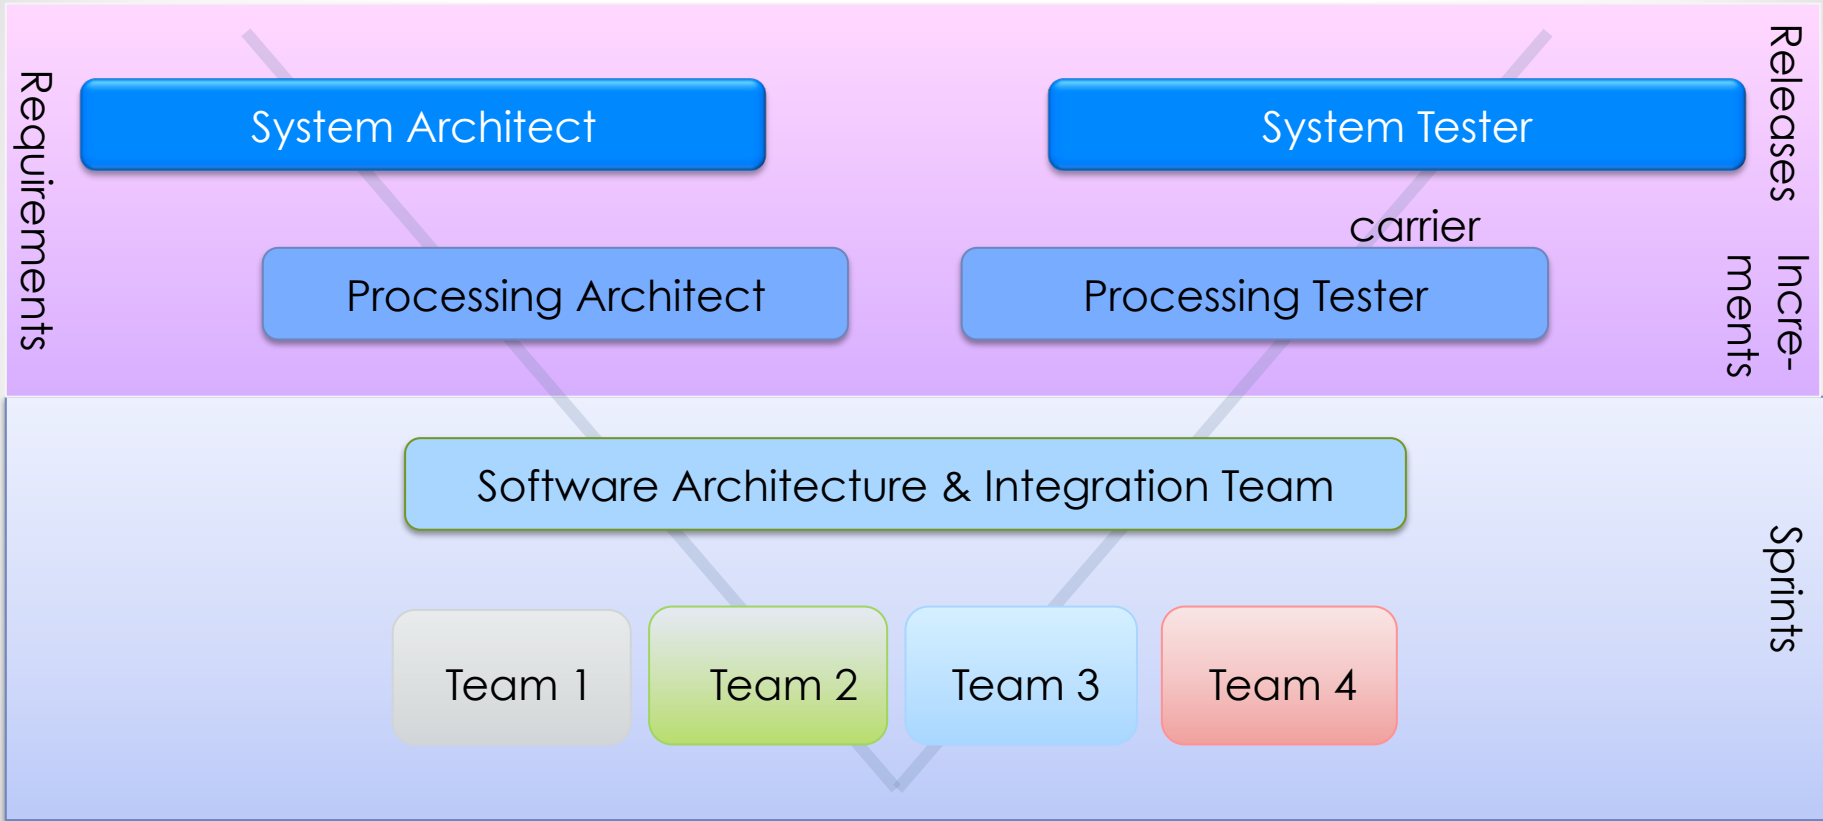 Requirements
System Architect
System Tester
Releases
carrier
Processing Architect
Processing Tester
Incre-
ments
Software Architecture & Integration Team
Sprints
Team 1
Team 2
Team 3
Team 4